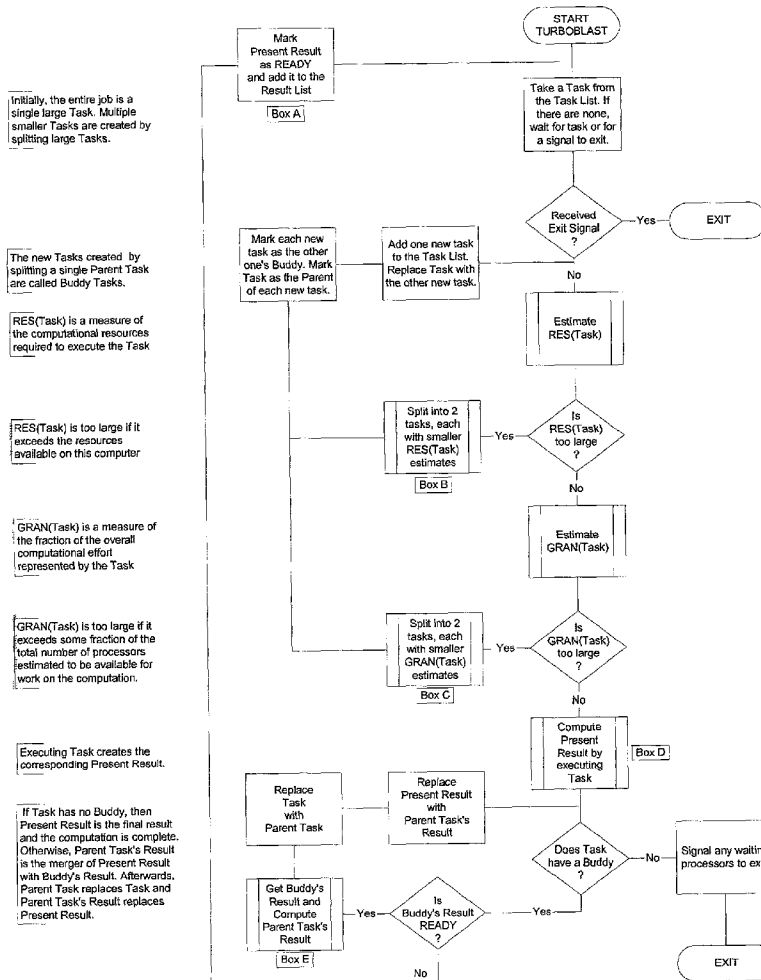 START
TURBOBLAST
Mark
Present Result
as READY
and add it to the
Result List
Box A
Take a Task from
the Task List. If
there are none,
wait for task or for
a signal to exit.
Initially, the entire job is a
single large Task. Multiple
smaller Tasks are created by
splitting large Tasks.
Received
Exit Signal
?
Yes
EXIT
No
Mark each new
task as the other
one's Buddy. Mark
Task as the Parent
of each new task.
Add one new task
to the Task List.
Replace Task with
the other new task.
The new Tasks created by
splitting a single Parent Task
are called Buddy Tasks.
RES(Task) is a measure of
the computational resources
required to execute the Task
Estimate
RES(Task)
RES(Task) is too large if it
exceeds the resources
available on this computer
Split into 2
tasks, each
with smaller
RES(Task)
estimates
Box B
Yes
Is
RES(Task)
too large
?
No
GRAN(Task) is a measure of
the fraction of the overall
computational effort
represented by the Task
Estimate
GRAN(Task)
GRAN(Task) is too large if it
exceeds some fraction of the
total number of processors
estimated to be available for
work on the computation.
Split into 2
tasks, each
with smaller
GRAN(Task)
estimates
Box C
Yes
Is
GRAN(Task)
too large
?
No
Executing Task creates the
corresponding Present Result.
Compute
Present
Result by
executing
Task
Box D
If Task has no Buddy, then
Present Result is the final result
and the computation is complete.
Otherwise, Parent Task's Result
is the merger of Present Result
with Buddy's Result. Afterwards,
Parent Task replaces Task and
Parent Task's Result replaces
Present Result.
Replace
Task
with
Parent Task
Replace
Present Result
with
Parent Task's
Result
Does Task
have a Buddy
?
No
Signal any
processors to
Get Buddy's
Result and
Compute
Parent Task's
Result
Box E
Yes
Is
Buddy's Result
READY
?
Yes
No
EXIT